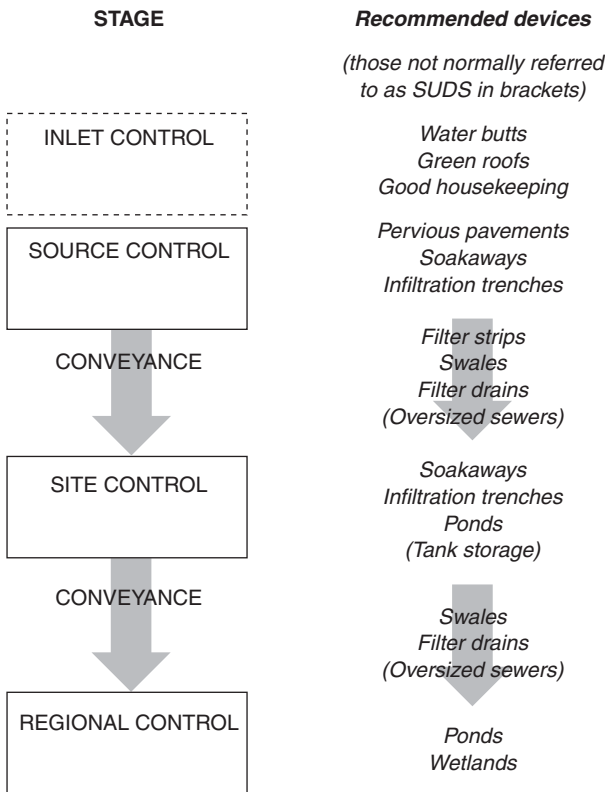 STAGE
Recommended devices
(those not normally referred
to as SUDS in brackets)
INLET CONTROL
Water butts
Green roofs
Good housekeeping
SOURCE CONTROL
Pervious pavements
Soakaways
Infiltration trenches
CONVEYANCE
Filter strips
Swales
Filter drains
(Oversized sewers)
SITE CONTROL
Soakaways
Infiltration trenches
Ponds
(Tank storage)
CONVEYANCE
Swales
Filter drains
(Oversized sewers)
REGIONAL CONTROL
Ponds
Wetlands